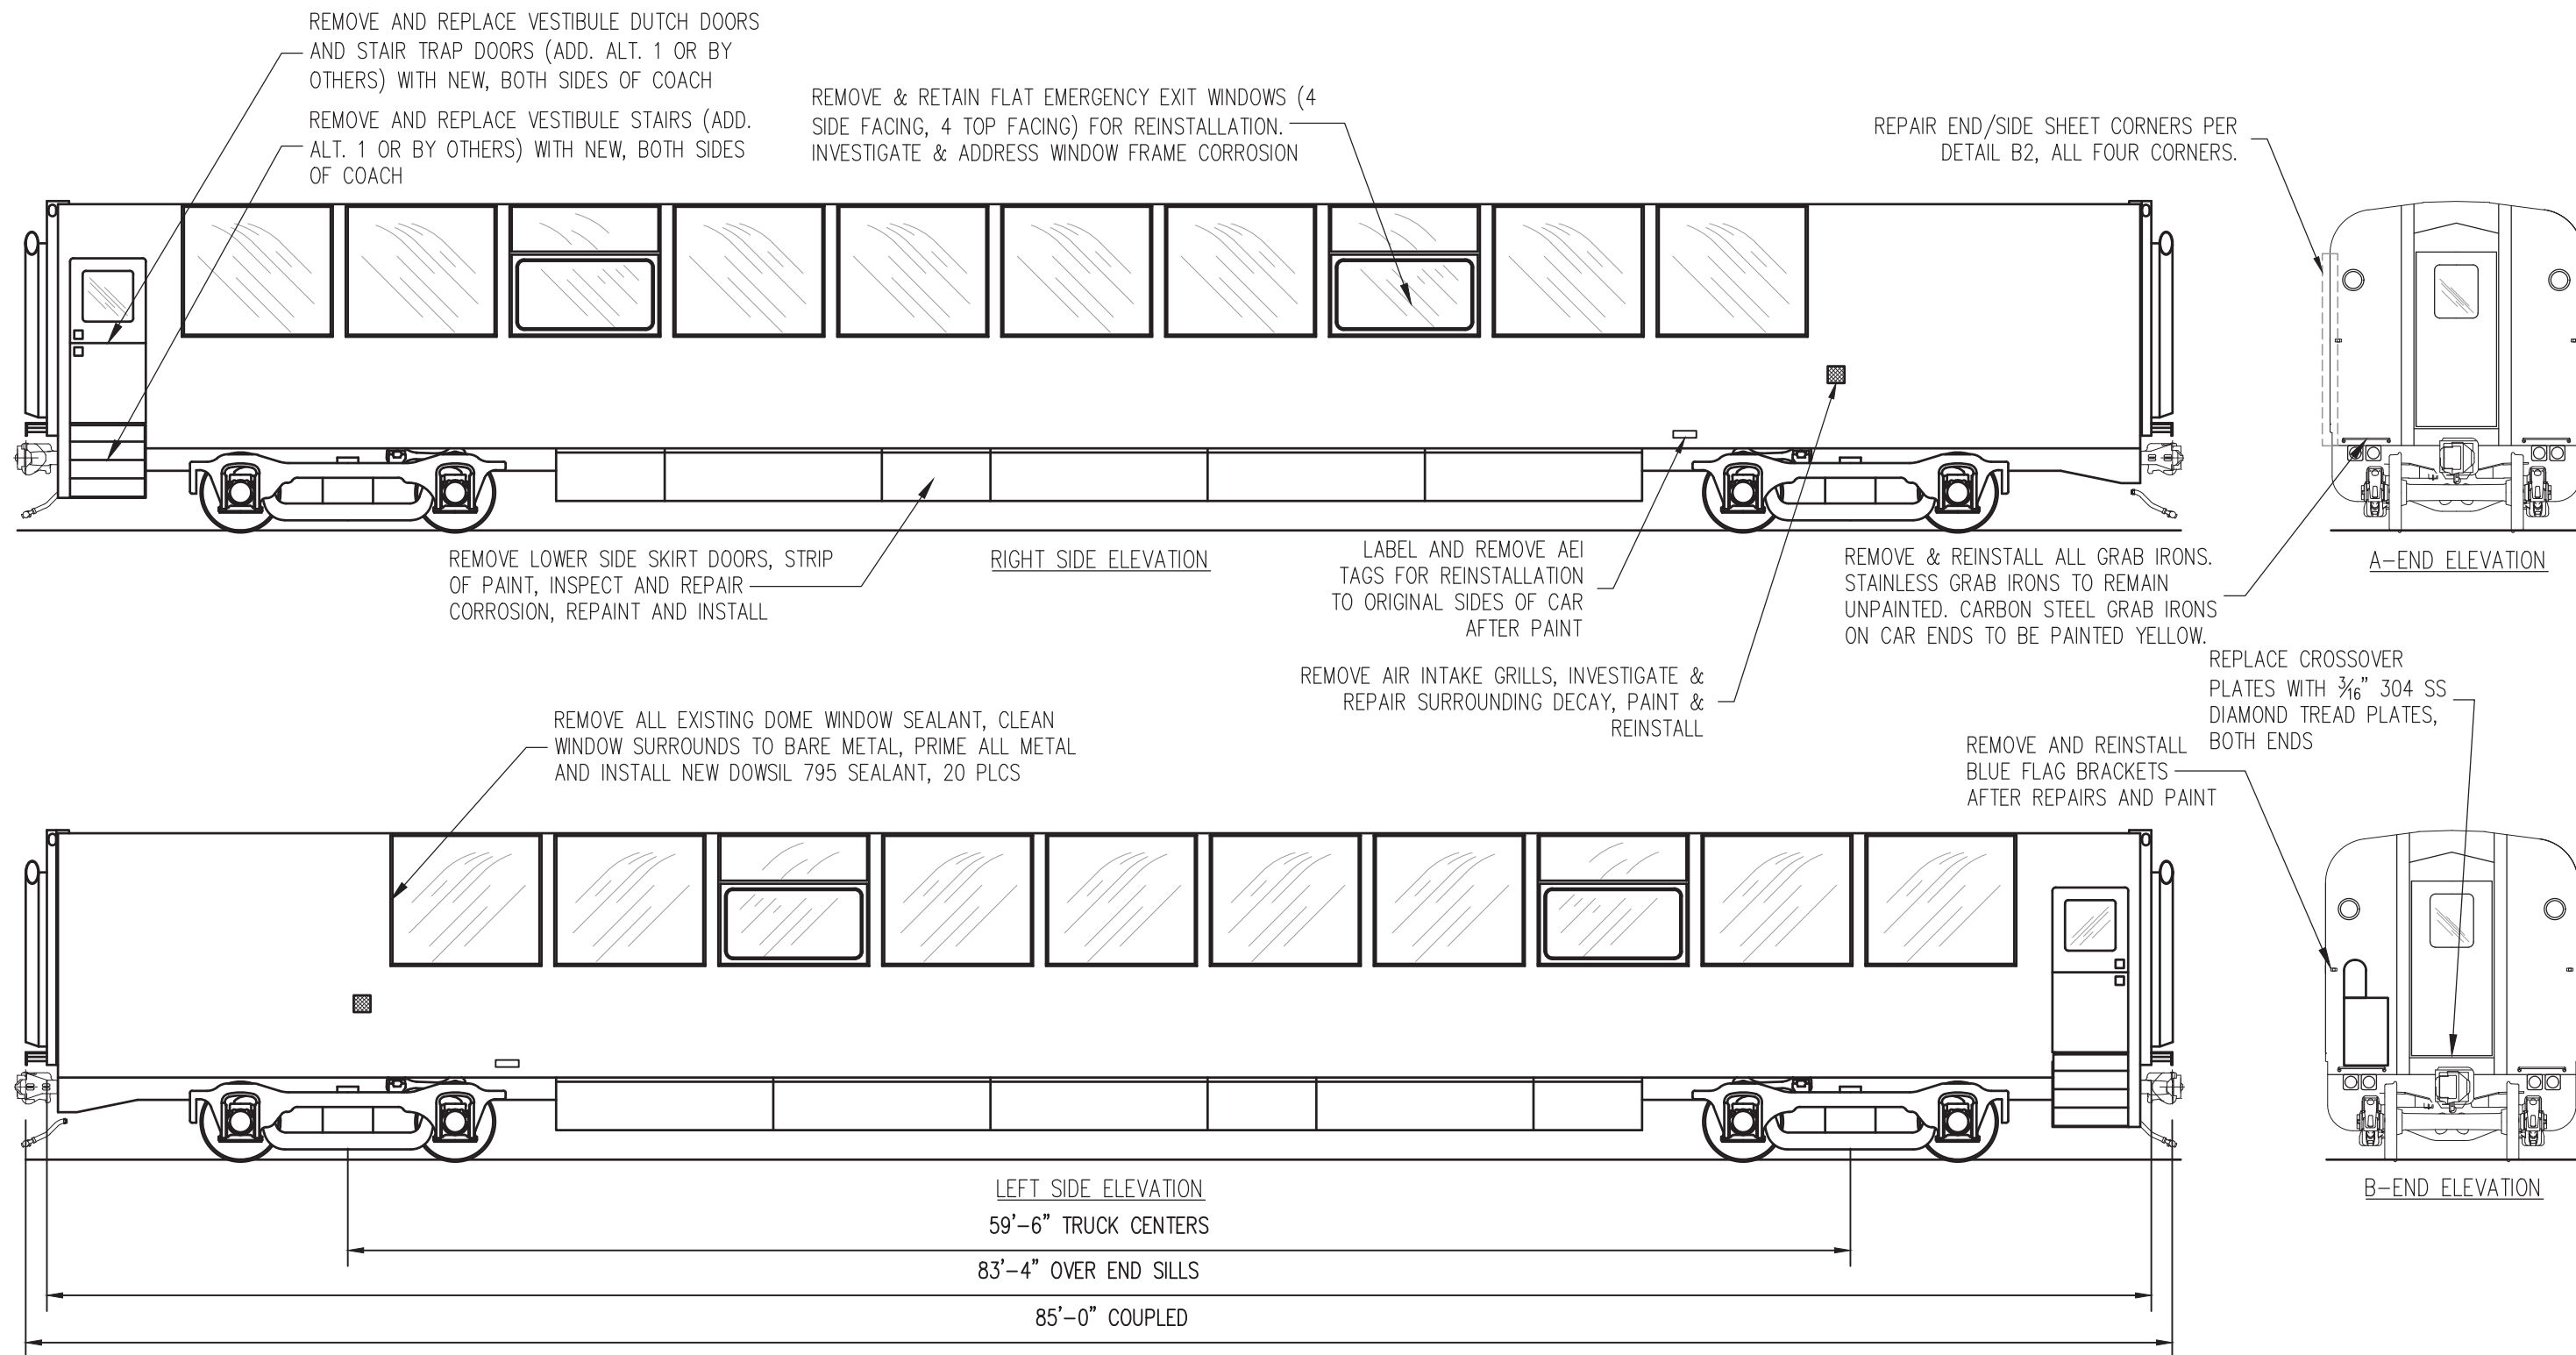 REMOVE AND REPLACE VESTIBULE DUTCH DOORS
AND STAIR TRAP DOORS (ADD. ALT. 1 OR BY
OTHERS) WITH NEW, BOTH SIDES OF COACH
REMOVE AND REPLACE VESTIBULE STAIRS (ADD.
ALT. 1 OR BY OTHERS) WITH NEW, BOTH SIDES
OF COACH
REMOVE & RETAIN FLAT EMERGENCY EXIT WINDOWS (4
SIDE FACING, 4 TOP FACING) FOR REINSTALLATION.
INVESTIGATE & ADDRESS WINDOW FRAME CORROSION
REPAIR END/SIDE SHEET CORNERS PER
DETAIL B2, ALL FOUR CORNERS.
REMOVE LOWER SIDE SKIRT DOORS, STRIP
OF PAINT, INSPECT AND REPAIR
CORROSION, REPAINT AND INSTALL
RIGHT SIDE ELEVATION
LABEL AND REMOVE AEI
TAGS FOR REINSTALLATION
TO ORIGINAL SIDES OF CAR
AFTER PAINT
REMOVE & REINSTALL ALL GRAB IRONS.
STAINLESS GRAB IRONS TO REMAIN
UNPAINTED. CARBON STEEL GRAB IRONS
ON CAR ENDS TO BE PAINTED YELLOW.
A-END ELEVATION
REMOVE AIR INTAKE GRILLS, INVESTIGATE &
REPAIR SURROUNDING DECAY, PAINT &
REINSTALL
REPLACE CROSSOVER
PLATES WITH 3/16" 304 SS
DIAMOND TREAD PLATES,
BOTH ENDS
REMOVE ALL EXISTING DOME WINDOW SEALANT, CLEAN
WINDOW SURROUNDS TO BARE METAL, PRIME ALL METAL
AND INSTALL NEW DOWSIL 795 SEALANT, 20 PLCS
REMOVE AND REINSTALL
BLUE FLAG BRACKETS
AFTER REPAIRS AND PAINT
LEFT SIDE ELEVATION
B-END ELEVATION
59'-6" TRUCK CENTERS
83'-4" OVER END SILLS
85'-0" COUPLED